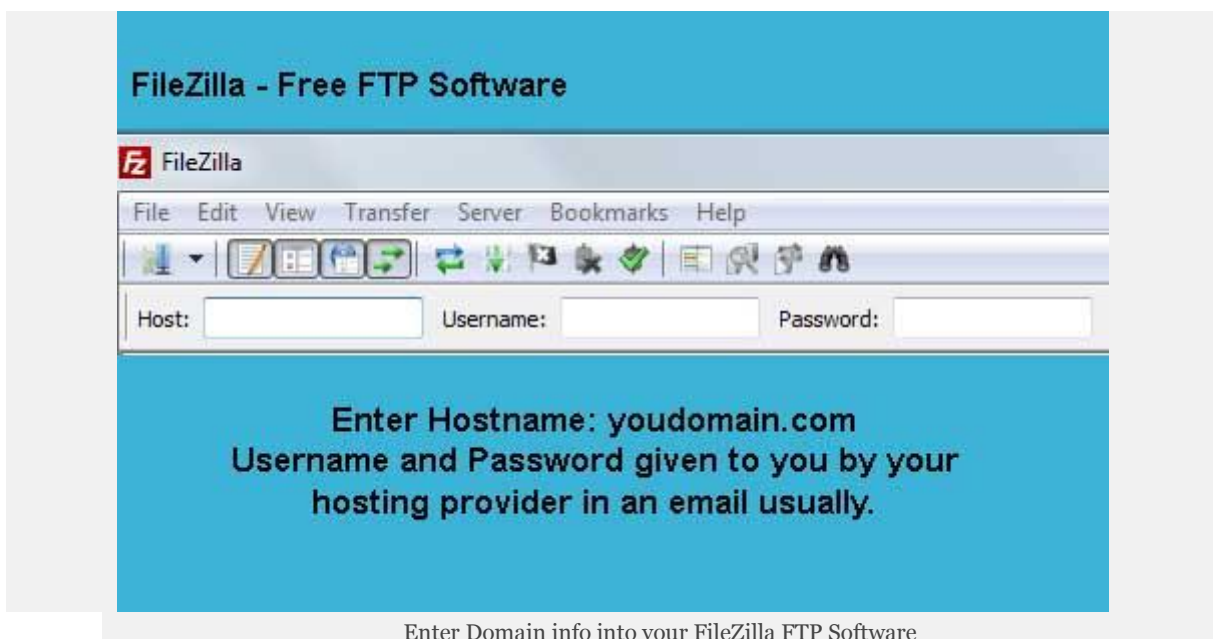 FileZilla - Free FTP Software
FileZilla
File Edit View Transfer Server Bookmarks Help
Host: Username: Password:
Enter Hostname: youdomain.com
Username and Password given to you by your
hosting provider in an email usually.
Enter Domain info into your FileZilla FTP Software